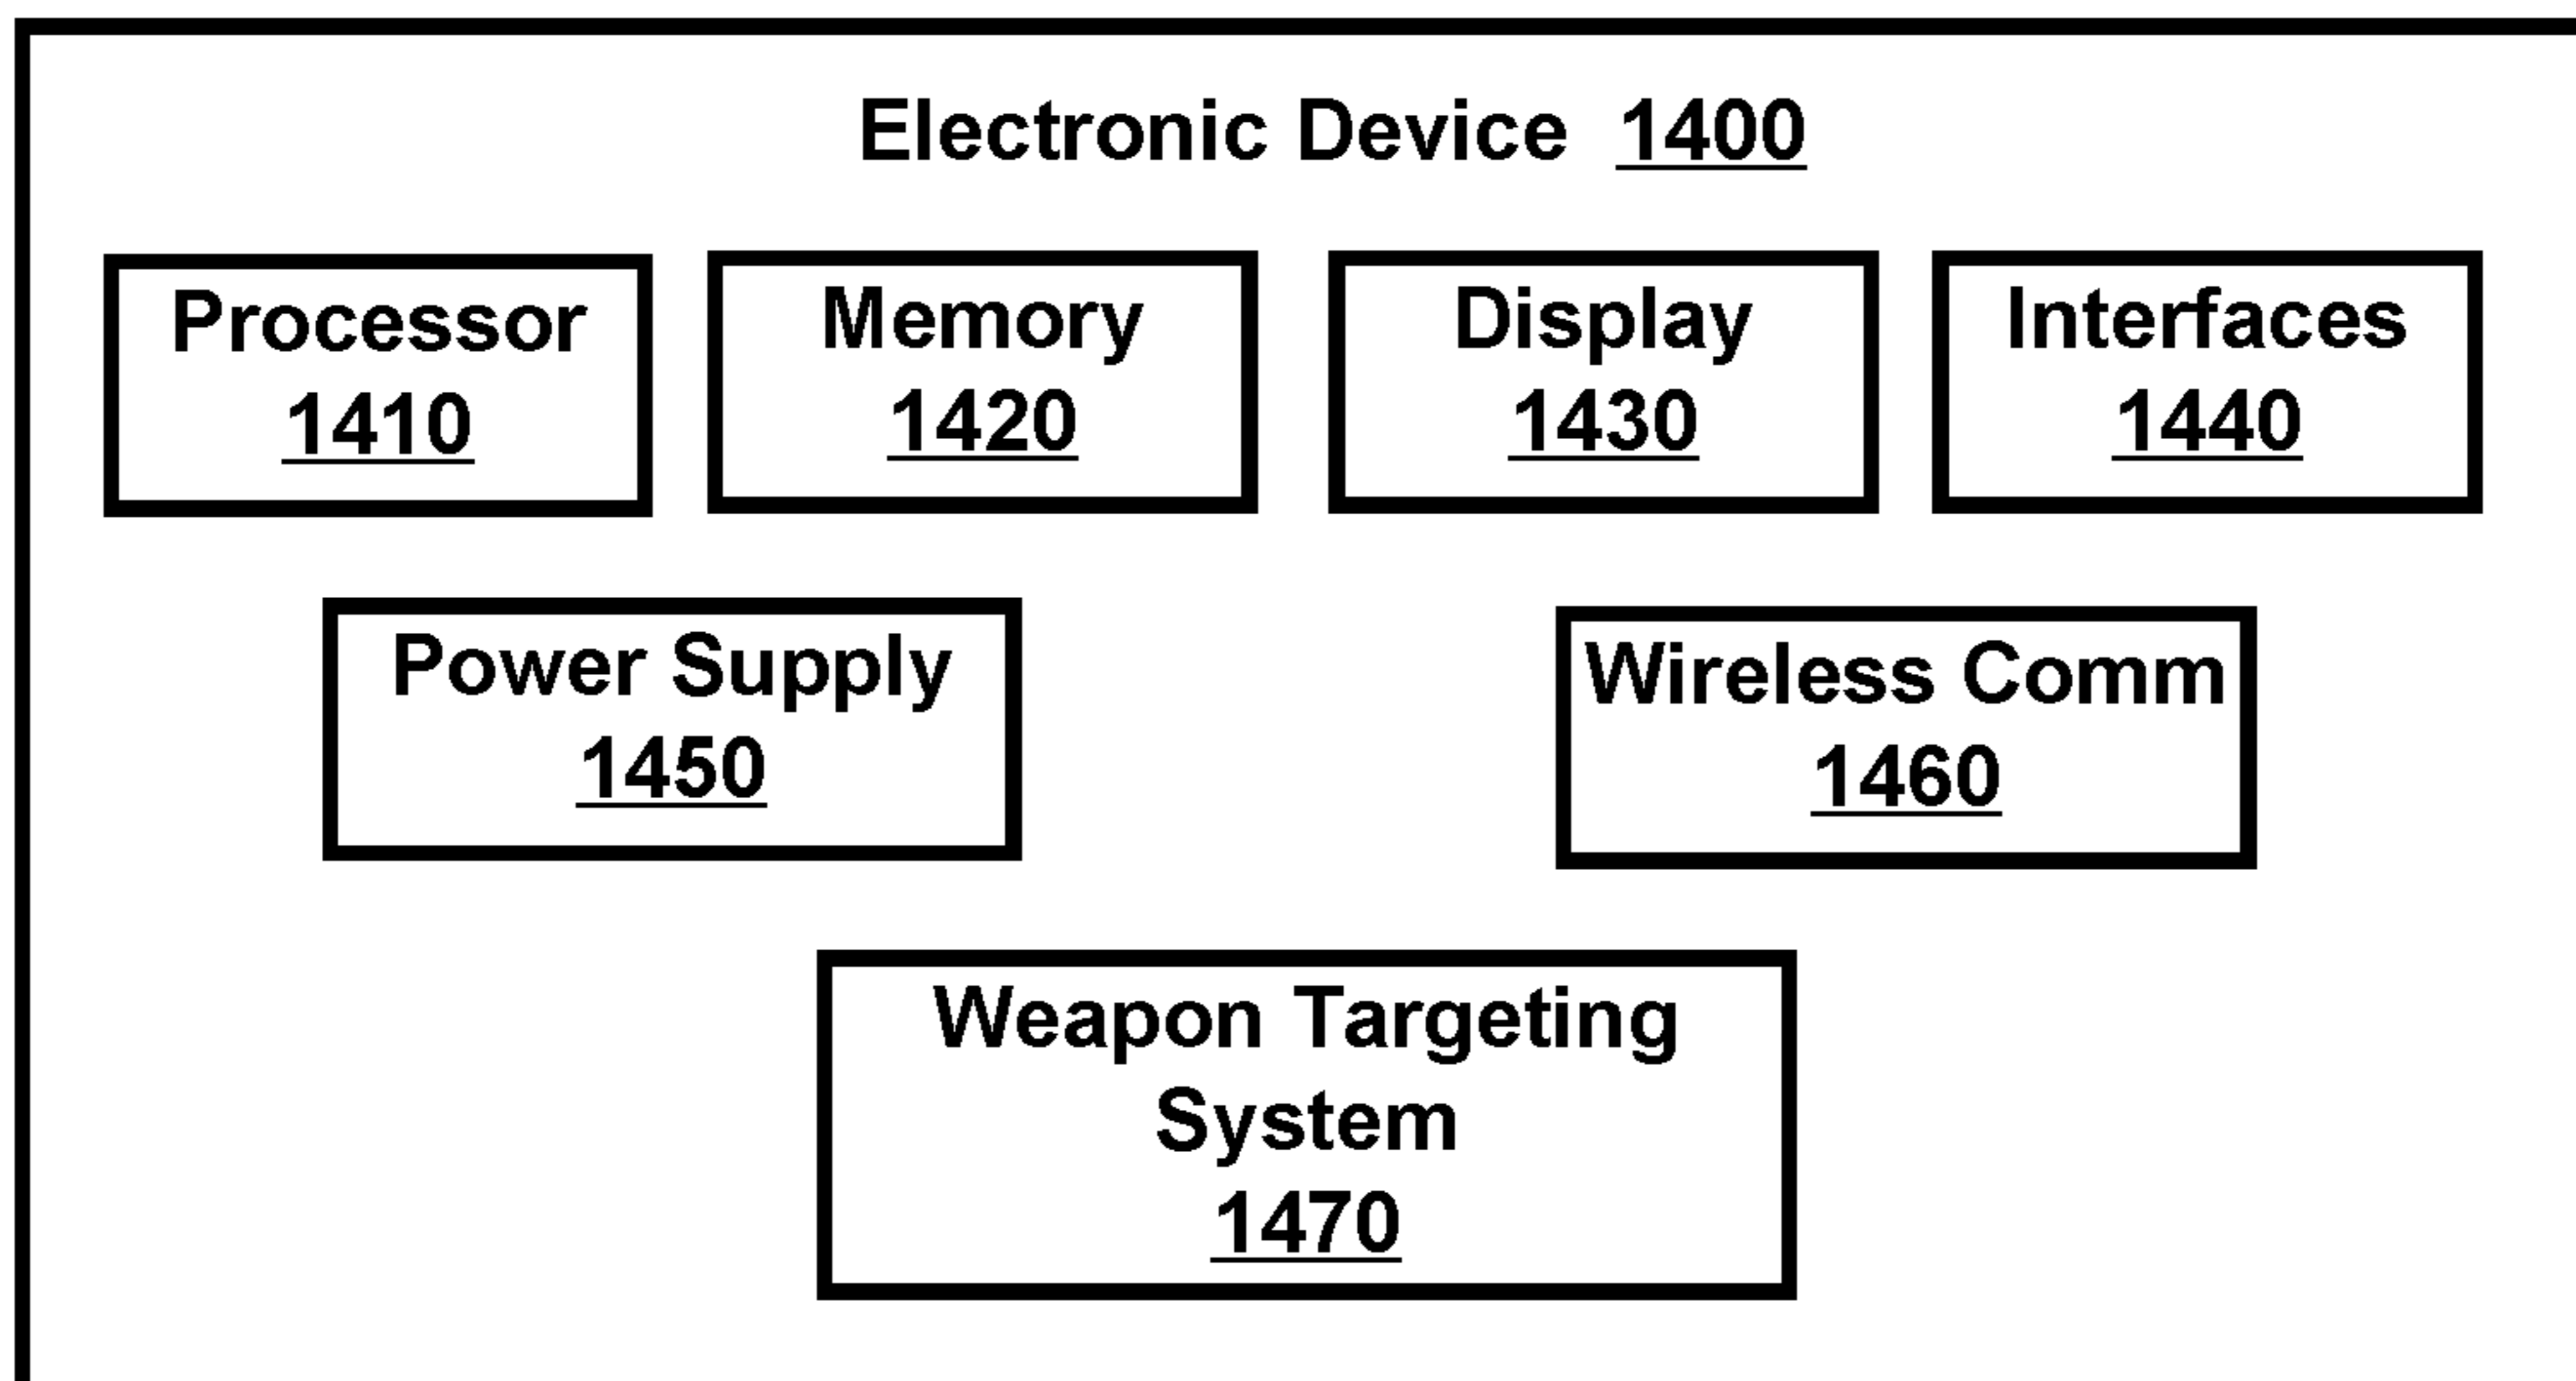 Electronic Device 1400
Processor
1410
Memory
1420
Display
1430
Interfaces
1440
Power Supply
1450
Wireless Comm
1460
Weapon Targeting
System
1470